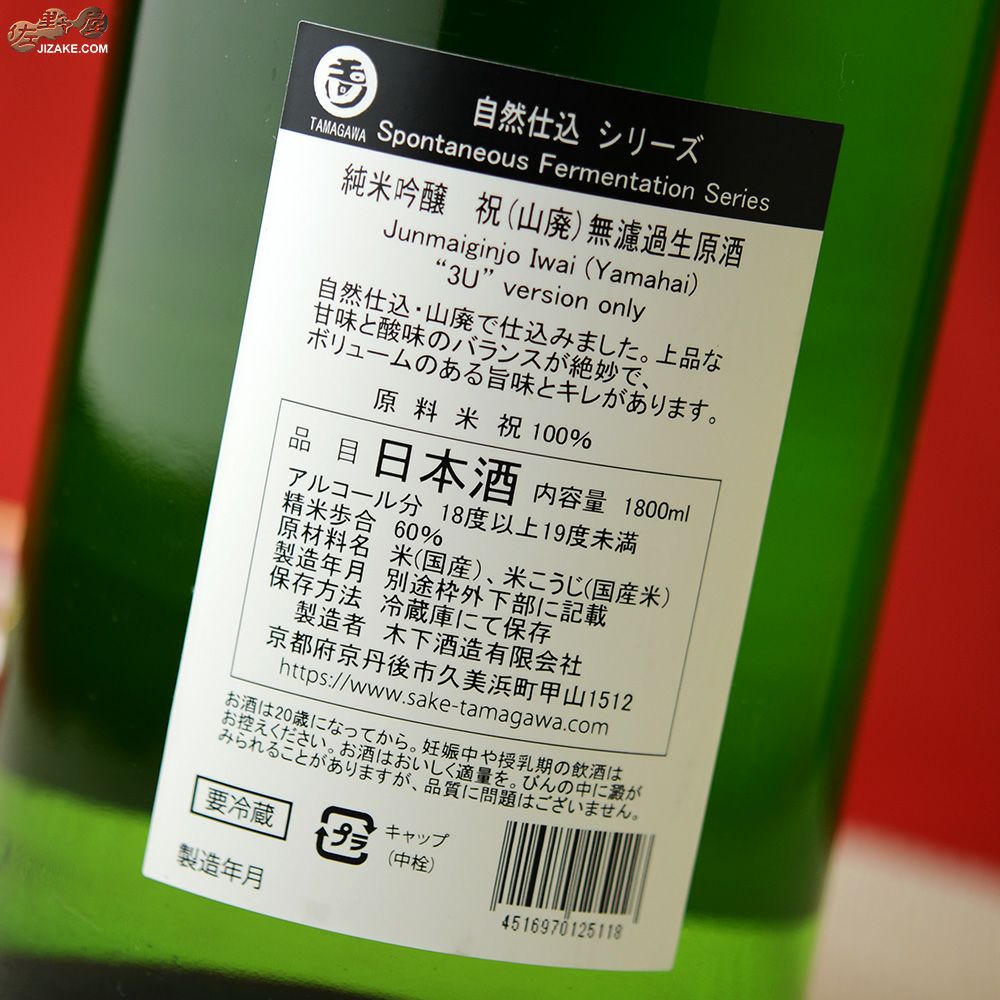 佐野屋
JIZAKE.COM
TAMAGAWA
自然仕込 シリーズ
Spontaneous Fermentation Series
純米吟醸 祝(山廃)無濾過生原酒
Junmaiginjo Iwai (Yamahai)
“3U” version only
自然仕込・山廃で仕込みました。上品な
甘味と酸味のバランスが絶妙で、
ボリュームのある旨味とキレがあります。
原料米 祝100%
品目 日本酒 内容量 1800ml
アルコール分 18度以上19度未満
精米歩合 60%
原材料名 米(国産)、米こうじ(国産米)
製造年月 別途枠外下部に記載
保存方法 冷蔵庫にて保存
製造者 木下酒造有限会社
京都府京丹後市久美浜町甲山1512
https://www.sake-tamagawa.com
お酒は20歳になってから。妊娠中や授乳期の飲酒は
お控えください。お酒はおいしく適量を。びんの中に澱が
みられることがありますが、品質に問題はございません。
要冷蔵
プラ
キャップ
(中栓)
製造年月
4516970125118